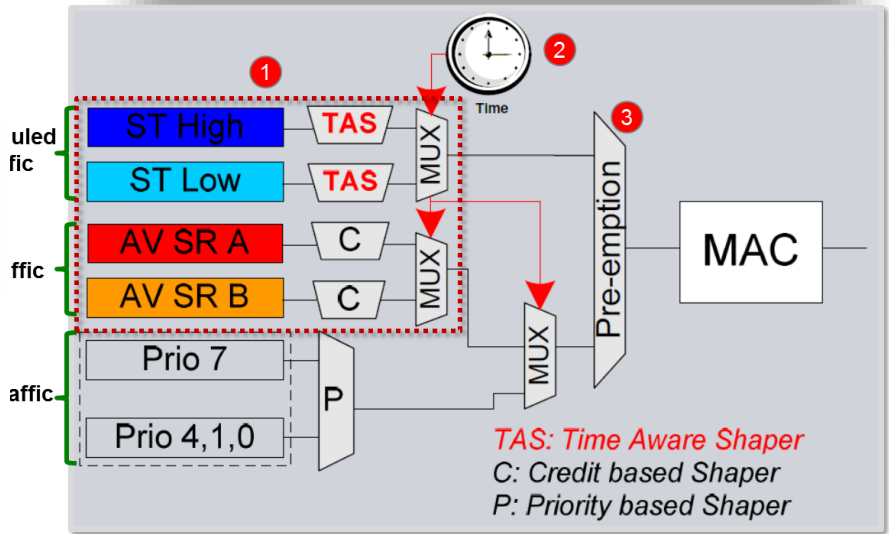 1
2
Time
3
uled
fic
ST High
TAS
MUX
ST Low
TAS
ffic
AV SR A
C
MUX
AV SR B
C
Pre-emption
MAC
affic
Prio 7
P
MUX
Prio 4,1,0
TAS: Time Aware Shaper
C: Credit based Shaper
P: Priority based Shaper